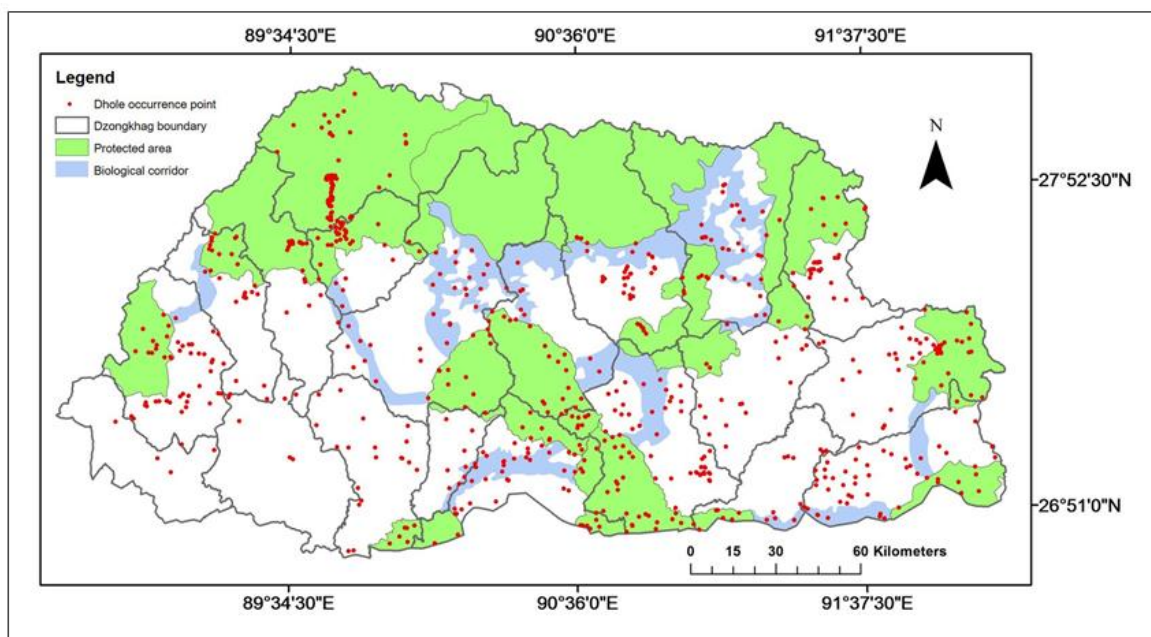 89°34'30"E 90°36'0"E 91°37'30"E
Legend
Dhole occurrence point
Dzongkhag boundary
Protected area
Biological corridor
N
27°52'30"N
26°51'0"N
0 15 30 60 Kilometers
89°34'30"E 90°36'0"E 91°37'30"E